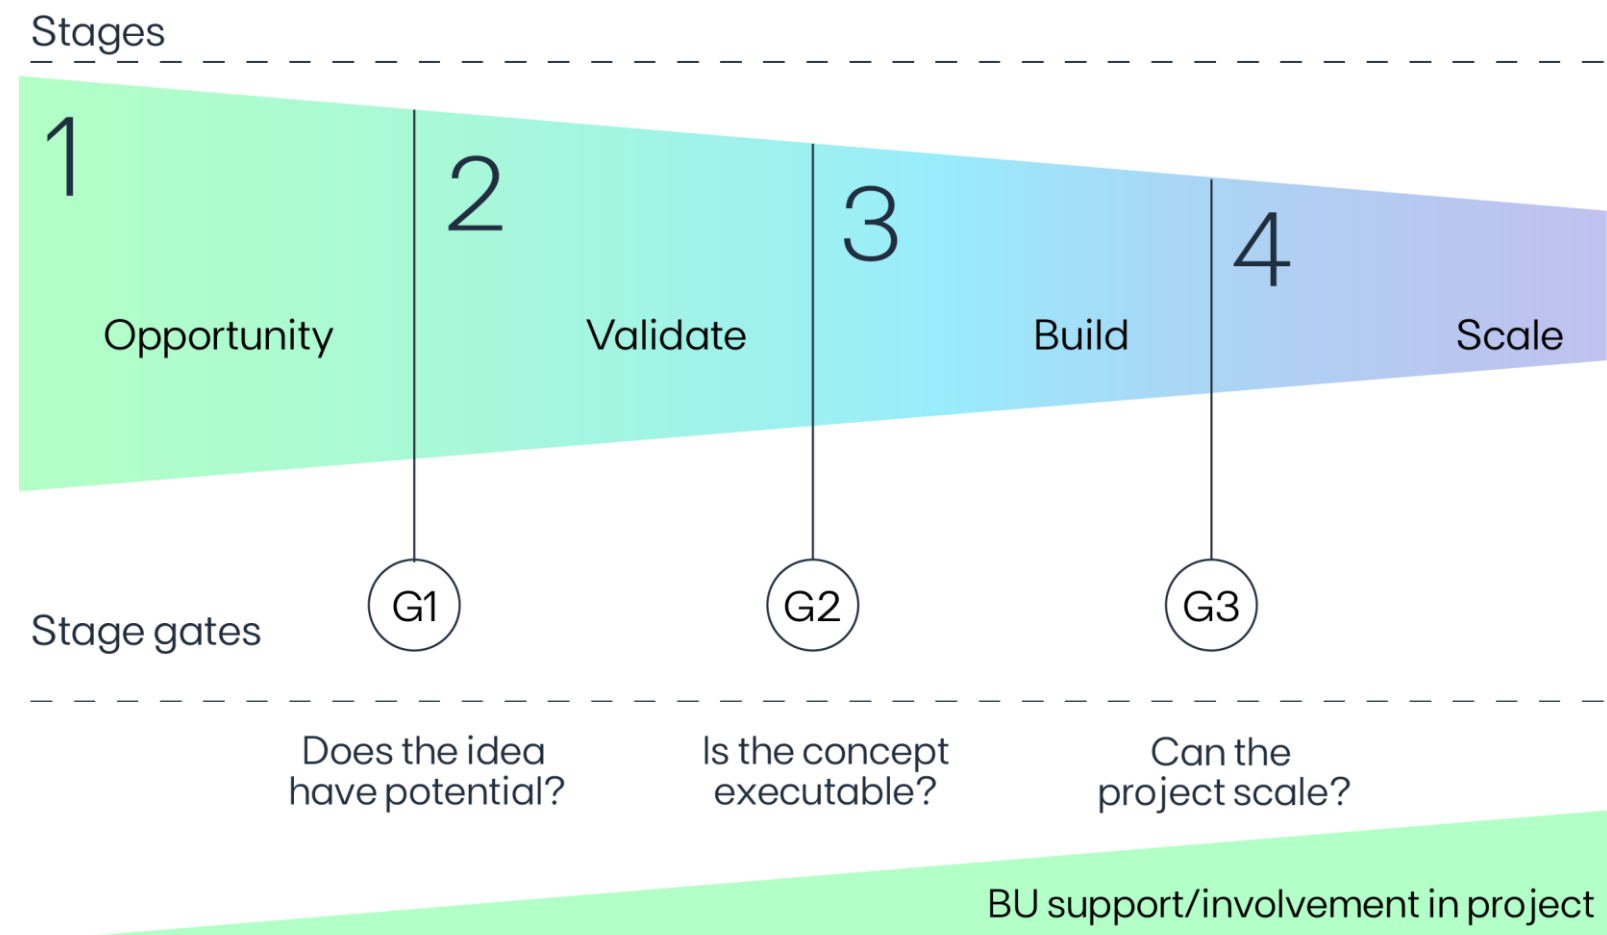 Stages
1
2
3
4
Opportunity
Validate
Build
Scale
G1
G2
G3
Stage gates
Does the idea
have potential?
Is the concept
executable?
Can the
project scale?
BU support/involvement in project